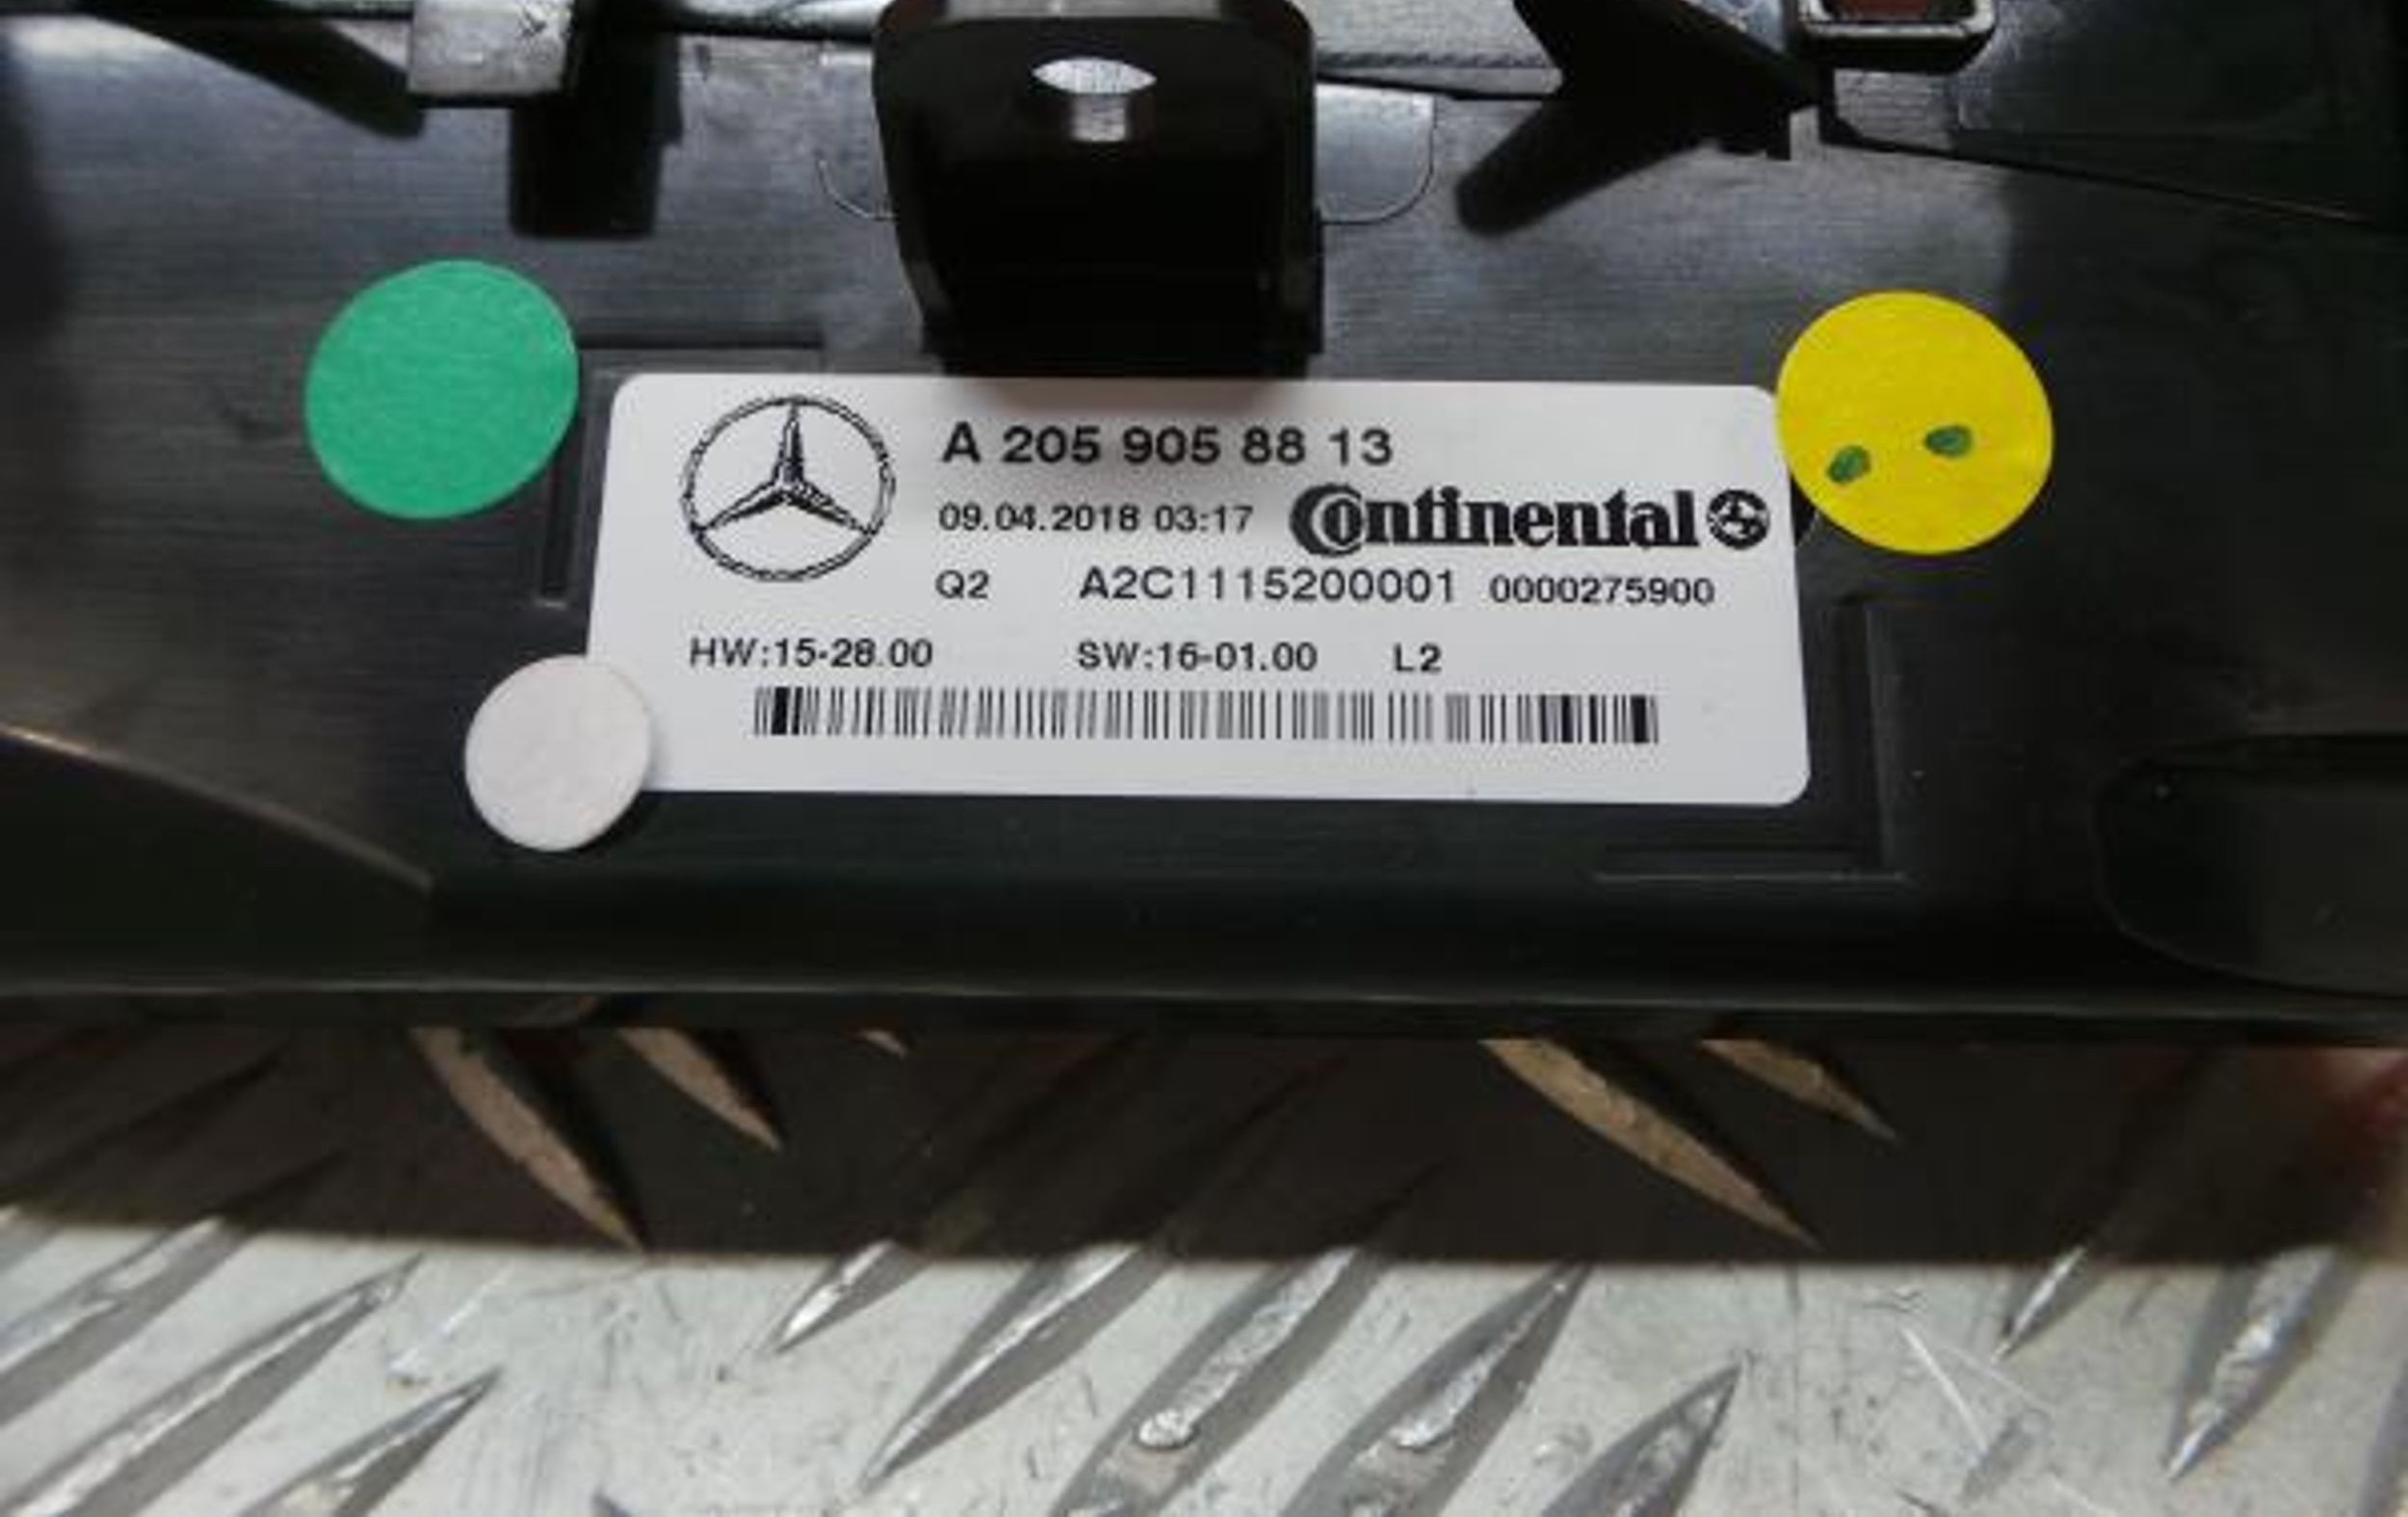 A 205 905 88 13
09.04.2018 03:17 Continental
Q2 A2C1115200001 0000275900
HW:15-28.00 SW:16-01.00 L2